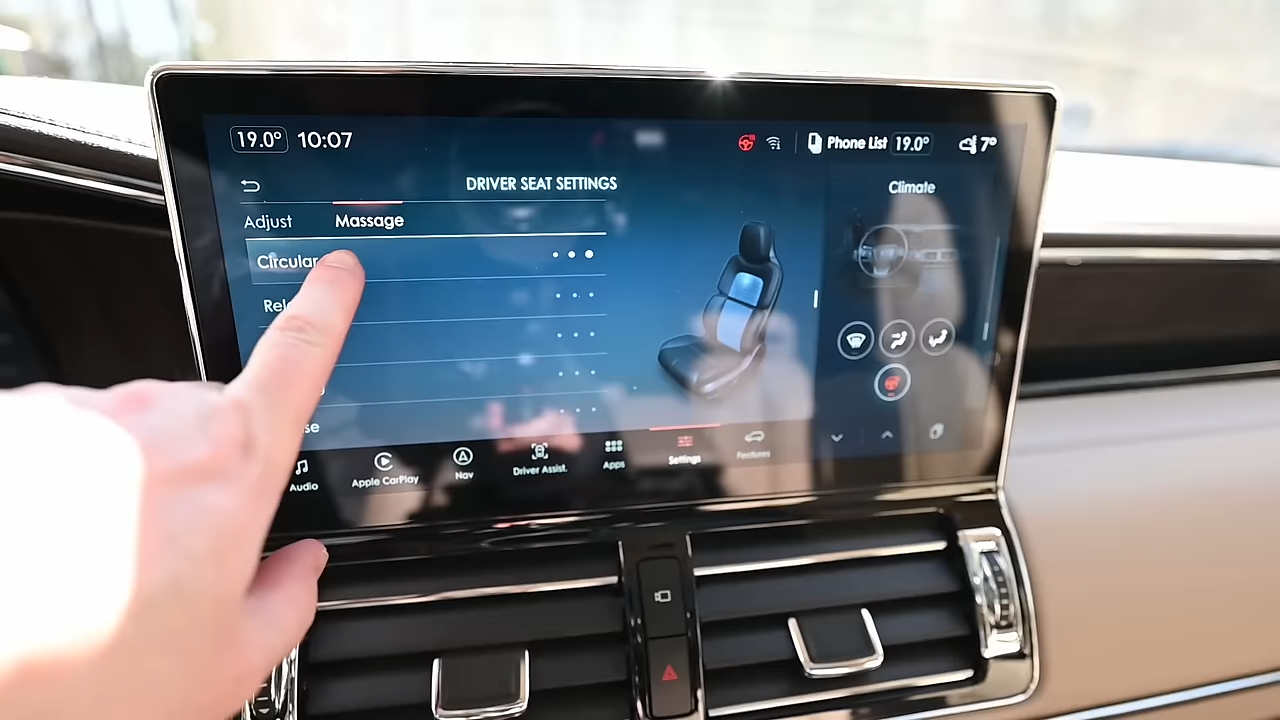 19.0° 10:07
Phone List 19.0° 7°
DRIVER SEAT SETTINGS
Climate
Adjust Massage
Circular
Audio
Apple CarPlay
Nav
Driver Assist.
Apps
Settings
Features